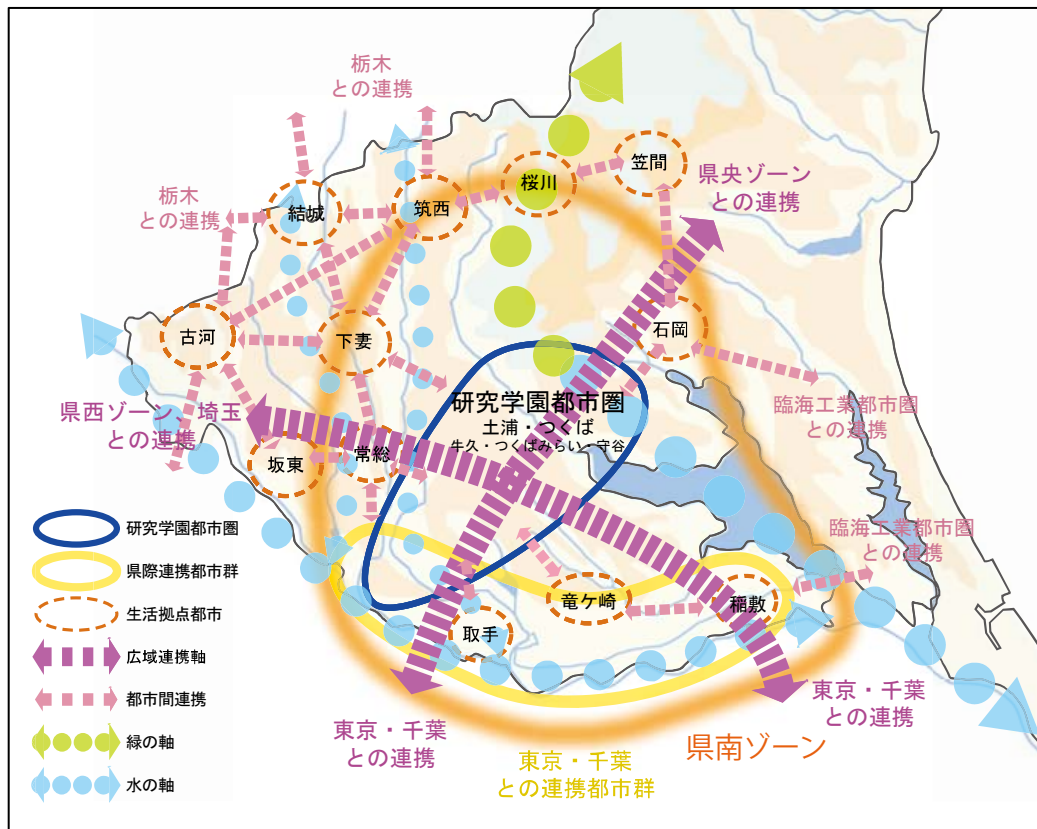 栃木
との連携
栃木
との連携
笠間
桜川
県央ゾーン
との連携
結城
筑西
古河
下妻
石岡
研究学園都市圏
土浦・つくば
牛久・つくばみらい・守谷
県西ゾーン、埼玉
との連携
臨海工業都市圏
との連携
坂東
常総
臨海工業都市圏
との連携
竜ケ崎
稲敷
取手
研究学園都市圏
県際連携都市群
生活拠点都市
広域連携軸
都市間連携
緑の軸
水の軸
東京・千葉
との連携
東京・千葉
との連携都市群
東京・千葉
との連携
県南ゾーン